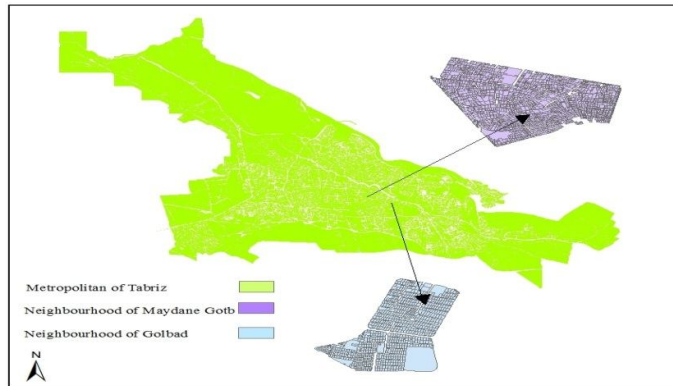 Metropolitan of Tabriz
Neighbourhood of Maydane Gotb
Neighbourhood of Golbad
N